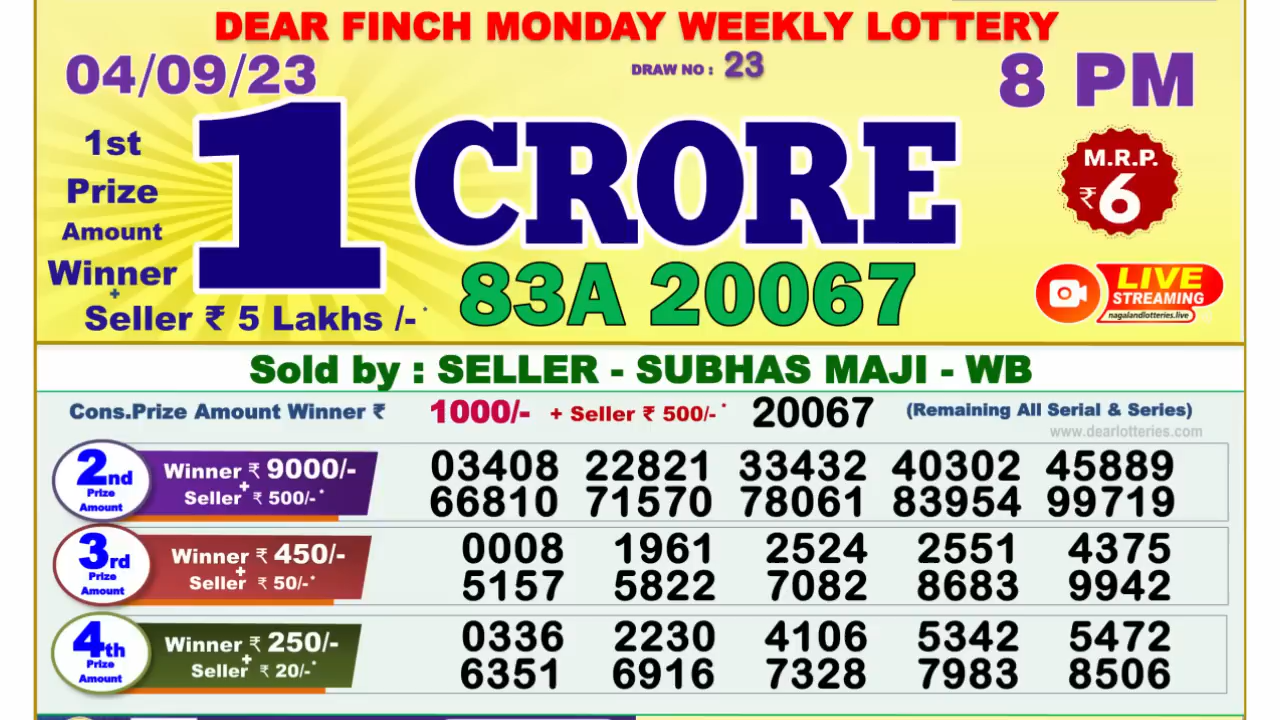 DEAR FINCH MONDAY WEEKLY LOTTERY
04/09/23
DRAW NO : 23
8 PM
1st
Prize
Amount
Winner
+
Seller ₹ 5 Lakhs /-*
1 CRORE
83A 20067
M.R.P.
₹ 6
LIVE
STREAMING
nagalandlotteries.live
Sold by : SELLER - SUBHAS MAJI - WB
Cons.Prize Amount Winner ₹ 1000/- + Seller ₹ 500/-* 20067 (Remaining All Serial & Series)
www.dearlotteries.com
2nd
Prize
Amount
Winner ₹ 9000/-
+
Seller ₹ 500/-*
03408 22821 33432 40302 45889
66810 71570 78061 83954 99719
3rd
Prize
Amount
Winner ₹ 450/-
+
Seller ₹ 50/-*
0008 1961 2524 2551 4375
5157 5822 7082 8683 9942
4th
Prize
Amount
Winner ₹ 250/-
+
Seller ₹ 20/-*
0336 2230 4106 5342 5472
6351 6916 7328 7983 8506